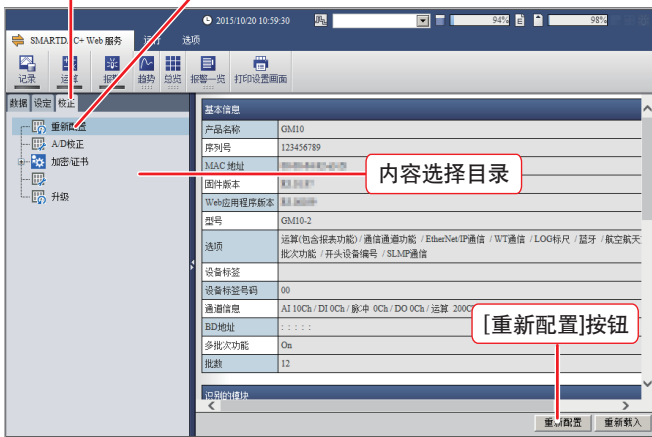 2015/10/20 10:59:30
94%
98%
SMARTDAC+ Web 服务
运行
选项
记录
运算
报警
趋势
总览
报警一览
打印设置画面
数据
设定
校正
重新配置
A/D校正
加密证书
升级
内容选择目录
基本信息
产品名称 GM10
序列号 123456789
MAC 地址
固件版本
Web应用程序版本
型号 GM10-2
选项 运算(包含报表功能) / 通信通道功能 / EtherNet/IP通信 / WT通信 / LOG标尺 / 蓝牙 / 航空航天
批次功能 / 开头设备编号 / SLMP通信
设备标签
设备标签号码 00
通道信息 AI 10Ch / DI 0Ch / 脉冲 0Ch / DO 0Ch / 运算 200C
BD地址 : : : : :
多批次功能 On
批数 12
[重新配置]按钮
识别的模块
重新配置
重新载入